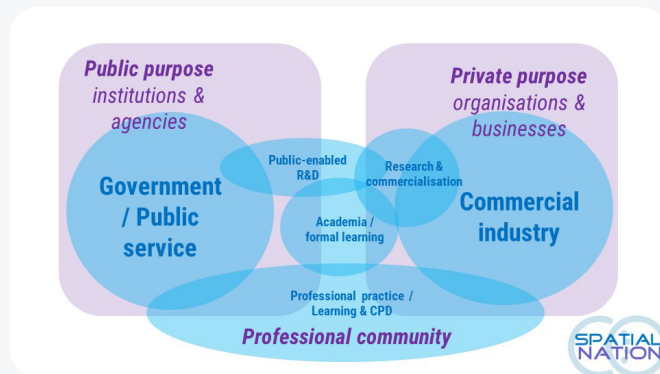 Public purpose
institutions &
agencies
Private purpose
organisations &
businesses
Public-enabled
R&D
Research &
commercialisation
Government
/ Public
service
Commercial
industry
Academia /
formal learning
Professional practice /
Learning & CPD
Professional community
SPATIAL
NATION